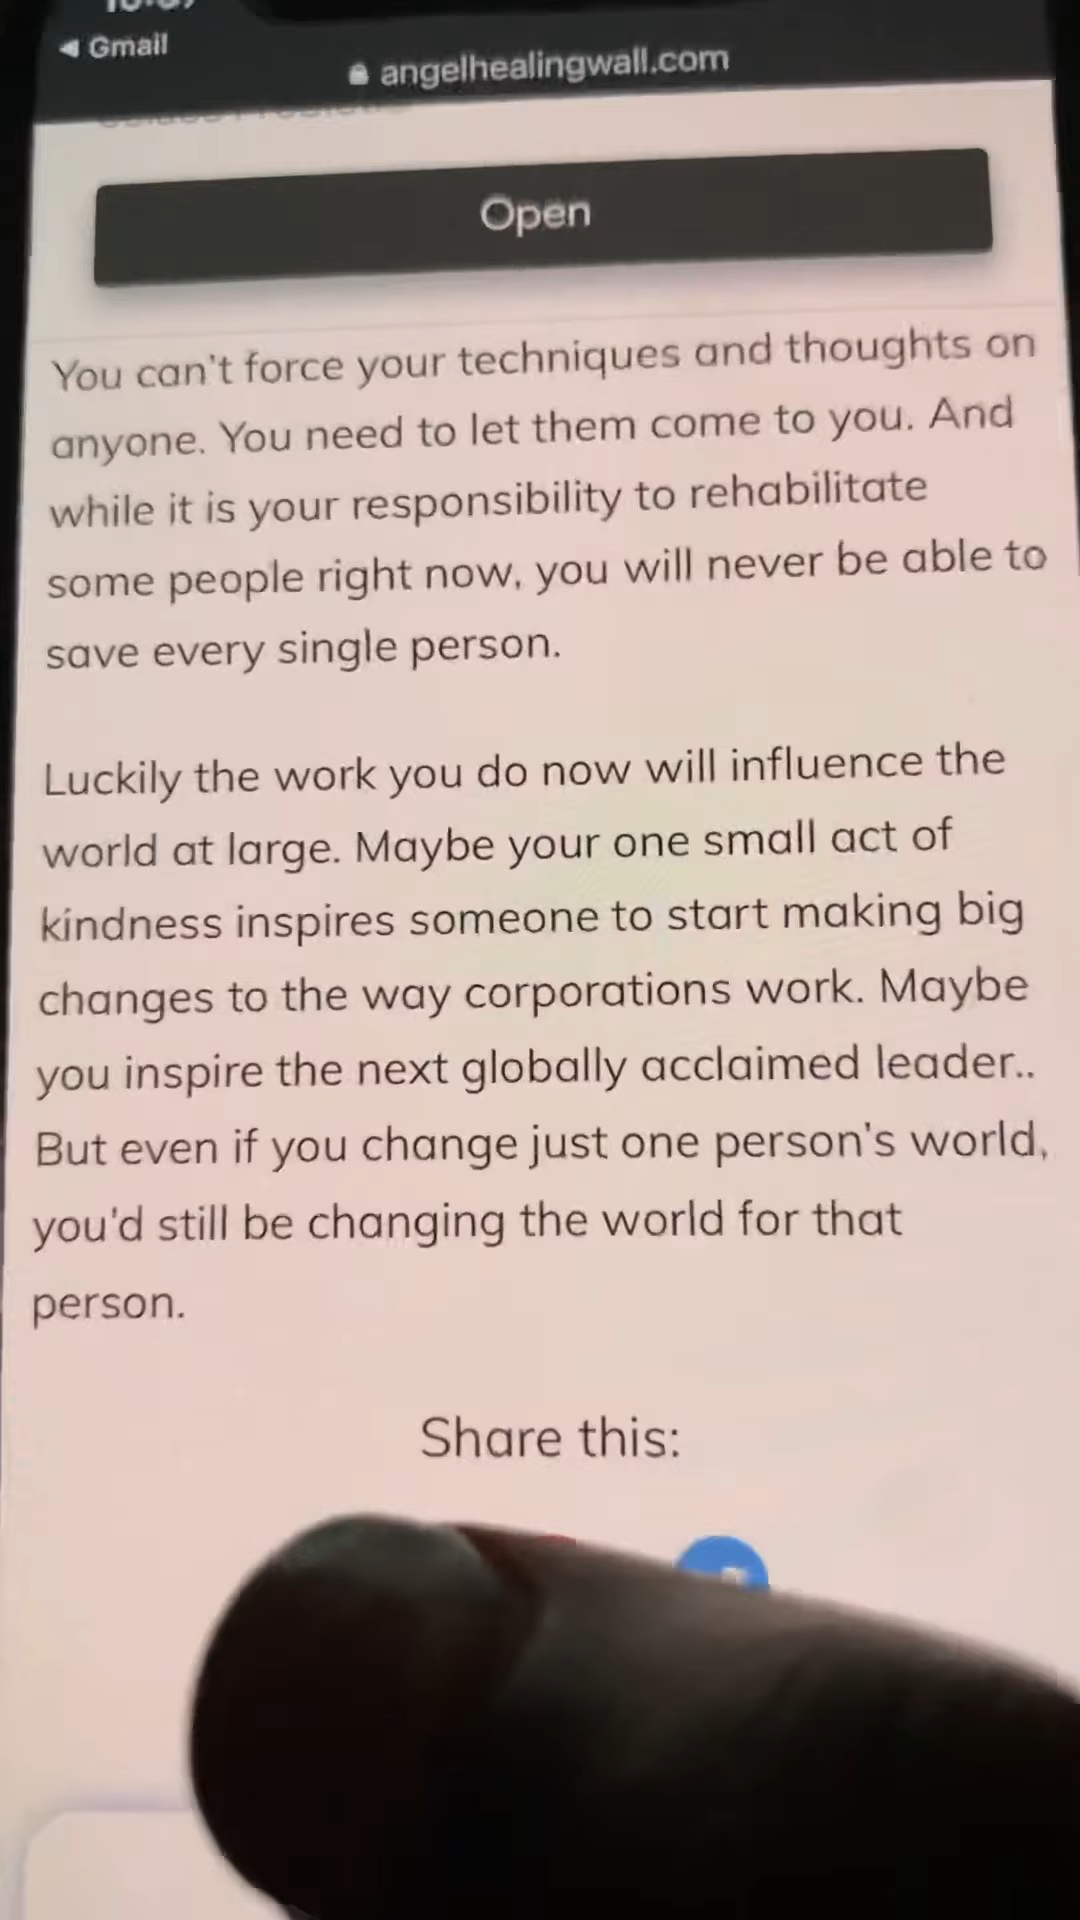 Gmail
angelhealingwall.com
Open
You can't force your techniques and thoughts on
anyone. You need to let them come to you. And
while it is your responsibility to rehabilitate
some people right now, you will never be able to
save every single person.
Luckily the work you do now will influence the
world at large. Maybe your one small act of
kindness inspires someone to start making big
changes to the way corporations work. Maybe
you inspire the next globally acclaimed leader..
But even if you change just one person's world,
you'd still be changing the world for that
person.
Share this: